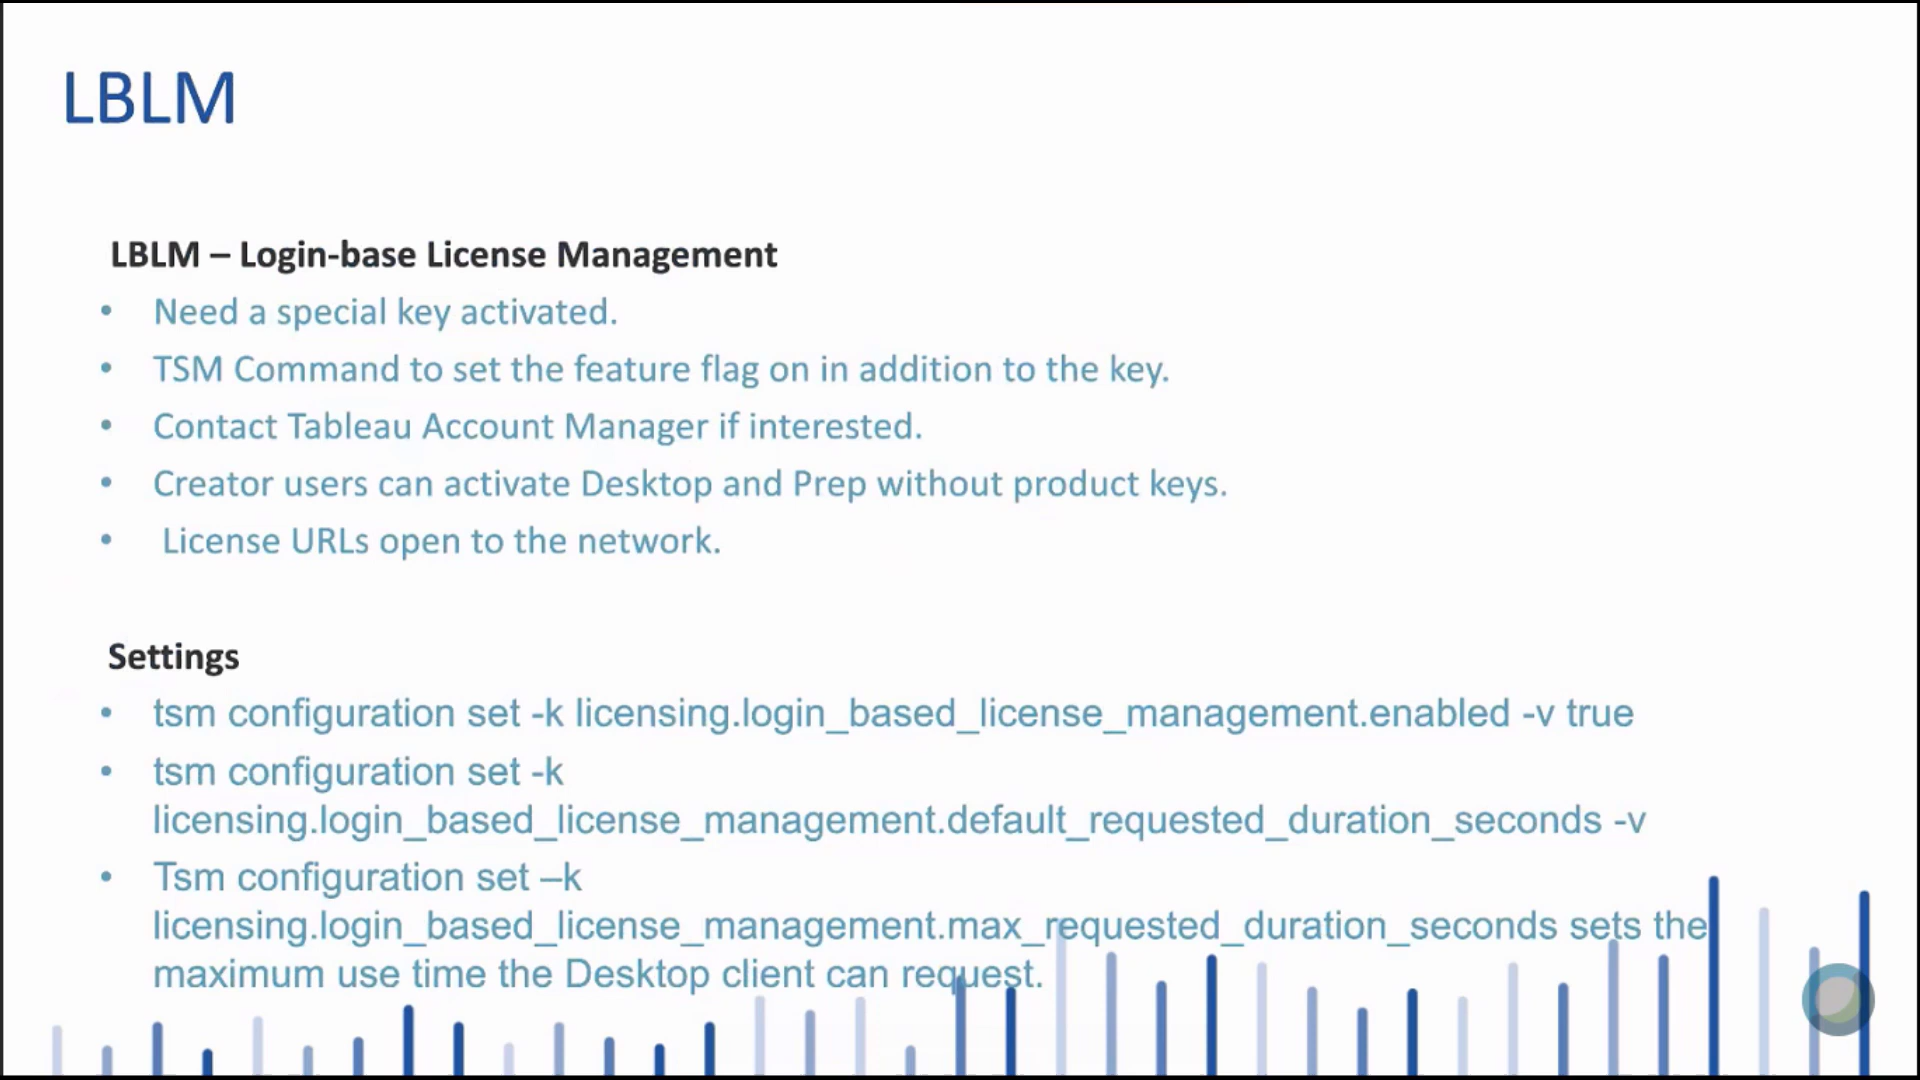 LBLM
LBLM – Login-base License Management
• Need a special key activated.
• TSM Command to set the feature flag on in addition to the key.
• Contact Tableau Account Manager if interested.
• Creator users can activate Desktop and Prep without product keys.
• License URLs open to the network.
Settings
• tsm configuration set -k licensing.login_based_license_management.enabled -v true
• tsm configuration set -k
licensing.login_based_license_management.default_requested_duration_seconds -v
• Tsm configuration set –k
licensing.login_based_license_management.max_requested_duration_seconds sets the
maximum use time the Desktop client can request.